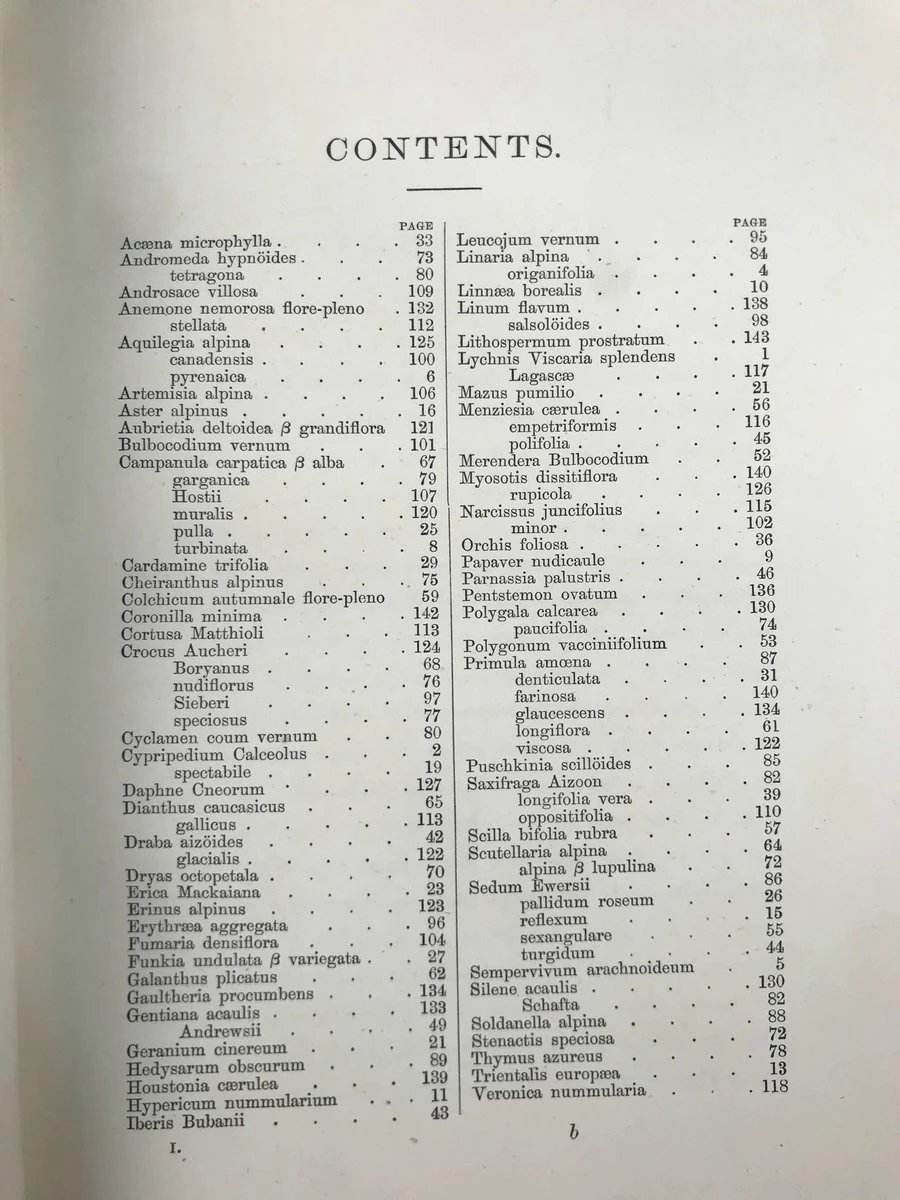 CONTENTS.
PAGE
Acæna microphylla . . . . 33
Andromeda hypnöides . . . 73
tetragona . . . . 80
Androsace villosa . . . 109
Anemone nemorosa flore-pleno . 132
stellata . . . . 112
Aquilegia alpina . . . . 125
canadensis . . . . 100
pyrenaica . . . . 6
Artemisia alpina . . . . 106
Aster alpinus . . . . . 16
Aubrietia deltoidea β grandiflora 121
Bulbocodium vernum . . . 101
Campanula carpatica β alba . 67
garganica . . . . 79
Hostii . . . . 107
muralis . . . . . 120
pulla . . . . . 25
turbinata . . . . 8
Cardamine trifolia . . . 29
Cheiranthus alpinus . . . 75
Colchicum autumnale flore-pleno 59
Coronilla minima . . . . 142
Cortusa Matthioli . . . 113
Crocus Aucheri . . . . 124
Boryanus . . . . 68
nudiflorus . . . . 76
Sieberi . . . . 97
speciosus . . . . 77
Cyclamen coum vernum . . 80
Cypripedium Calceolus . . . 2
spectabile . . . . 19
Daphne Cneorum . . . . 127
Dianthus caucasicus . . . 65
gallicus . . . . . 113
Draba aizöides . . . . 42
glacialis . . . . . 122
Dryas octopetala . . . . 70
Erica Mackaiana . . . . 23
Erinus alpinus . . . . 123
Erythræa aggregata . . . 96
Fumaria densiflora . . . 104
Funkia undulata β variegata . . 27
Galanthus plicatus . . . 62
Gaultheria procumbens . . . 134
Gentiana acaulis . . . . 133
Andrewsii . . . . 49
Geranium cinereum . . . 21
Hedysarum obscurum . . . 89
Houstonia cærulea . . . 139
Hypericum nummularium . . . 11
Iberis Bubanii . . . . 43
I.
PAGE
Leucojum vernum . . . . 95
Linaria alpina . . . . 84
origanifolia . . . . 4
Linnæa borealis . . . . 10
Linum flavum . . . . . 138
salsolöides . . . . 98
Lithospermum prostratum . . 143
Lychnis Viscaria splendens . 1
Lagascæ . . . . 117
Mazus pumilio . . . . 21
Menziesia cærulea . . . . 56
empetriformis . . . 116
polifolia . . . . . 45
Merendera Bulbocodium . . 52
Myosotis dissitiflora . . . 140
rupicola . . . . 126
Narcissus juncifolius . . . 115
minor . . . . . 102
Orchis foliosa . . . . . 36
Papaver nudicaule . . . 9
Parnassia palustris . . . . 46
Pentstemon ovatum . . . 136
Polygala calcarea . . . . 130
paucifolia . . . . 74
Polygonum vacciniifolium . . 53
Primula amœna . . . . 87
denticulata . . . . 31
farinosa . . . . 140
glaucescens . . . . 134
longiflora . . . . 61
viscosa . . . . . 122
Puschkinia scillöides . . . 85
Saxifraga Aizoon . . . . 82
longifolia vera . . . 39
oppositifolia . . . . 110
Scilla bifolia rubra . . . 57
Scutellaria alpina . . . . 64
alpina β lupulina . . 72
Sedum Ewersii . . . . 86
pallidum roseum . . 26
reflexum . . . . 15
sexangulare . . . 55
turgidum . . . . 44
Sempervivum arachnoideum . 5
Silene acaulis . . . . . 130
Schafta . . . . 82
Soldanella alpina . . . . 88
Stenactis speciosa . . . 72
Thymus azureus . . . . 78
Trientalis europæa . . . 13
Veronica nummularia . . . 118
b